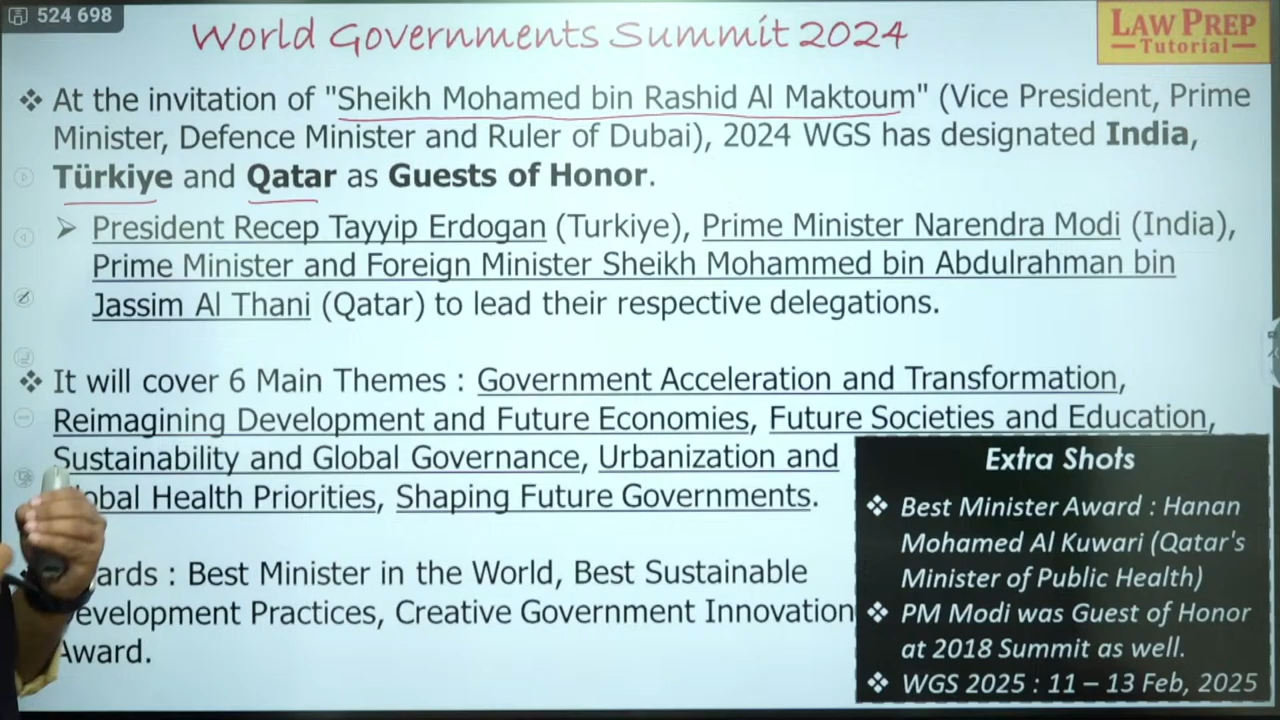 524 698
World Governments Summit 2024
LAW PREP
Tutorial
❖ At the invitation of "Sheikh Mohamed bin Rashid Al Maktoum" (Vice President, Prime
Minister, Defence Minister and Ruler of Dubai), 2024 WGS has designated India,
Türkiye and Qatar as Guests of Honor.
➢ President Recep Tayyip Erdogan (Turkiye), Prime Minister Narendra Modi (India),
Prime Minister and Foreign Minister Sheikh Mohammed bin Abdulrahman bin
Jassim Al Thani (Qatar) to lead their respective delegations.
❖ It will cover 6 Main Themes : Government Acceleration and Transformation,
Reimagining Development and Future Economies, Future Societies and Education,
Sustainability and Global Governance, Urbanization and
obal Health Priorities, Shaping Future Governments.
ards : Best Minister in the World, Best Sustainable
evelopment Practices, Creative Government Innovation
Award.
Extra Shots
❖ Best Minister Award : Hanan
Mohamed Al Kuwari (Qatar's
Minister of Public Health)
❖ PM Modi was Guest of Honor
at 2018 Summit as well.
❖ WGS 2025 : 11 – 13 Feb, 2025